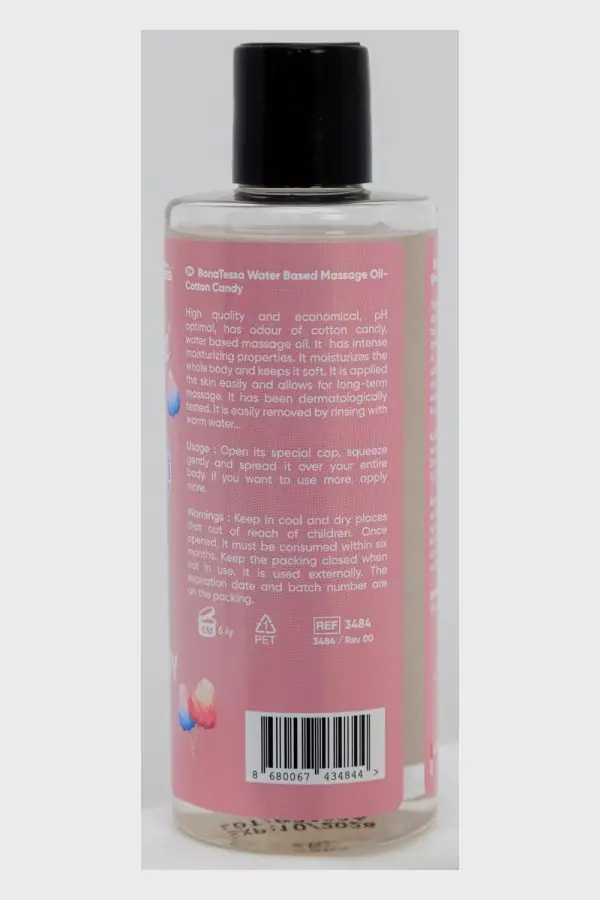 EN BonaTessa Water Based Massage Oil-
Cotton Candy
High quality and economical, pH
optimal, has odour of cotton candy,
water based massage oil. It has intense
moisturizing properties. It moisturizes the
whole body and keeps it soft. It is applied
the skin easily and allows for long-term
massage. It has been dermatologically
tested. It is easily removed by rinsing with
warm water...
Usage : Open its special cap, squeeze
gently and spread it over your entire
body, if you want to use more, apply
more.
Warnings : Keep in cool and dry places
that out of reach of children. Once
opened, it must be consumed within six
months. Keep the packing closed when
not in use. It is used externally. The
expiration date and batch number are
on the packing.
6M 6 Ay
1
PET
REF 3484
3484 / Rev 00
Y
8 680067 434844 >